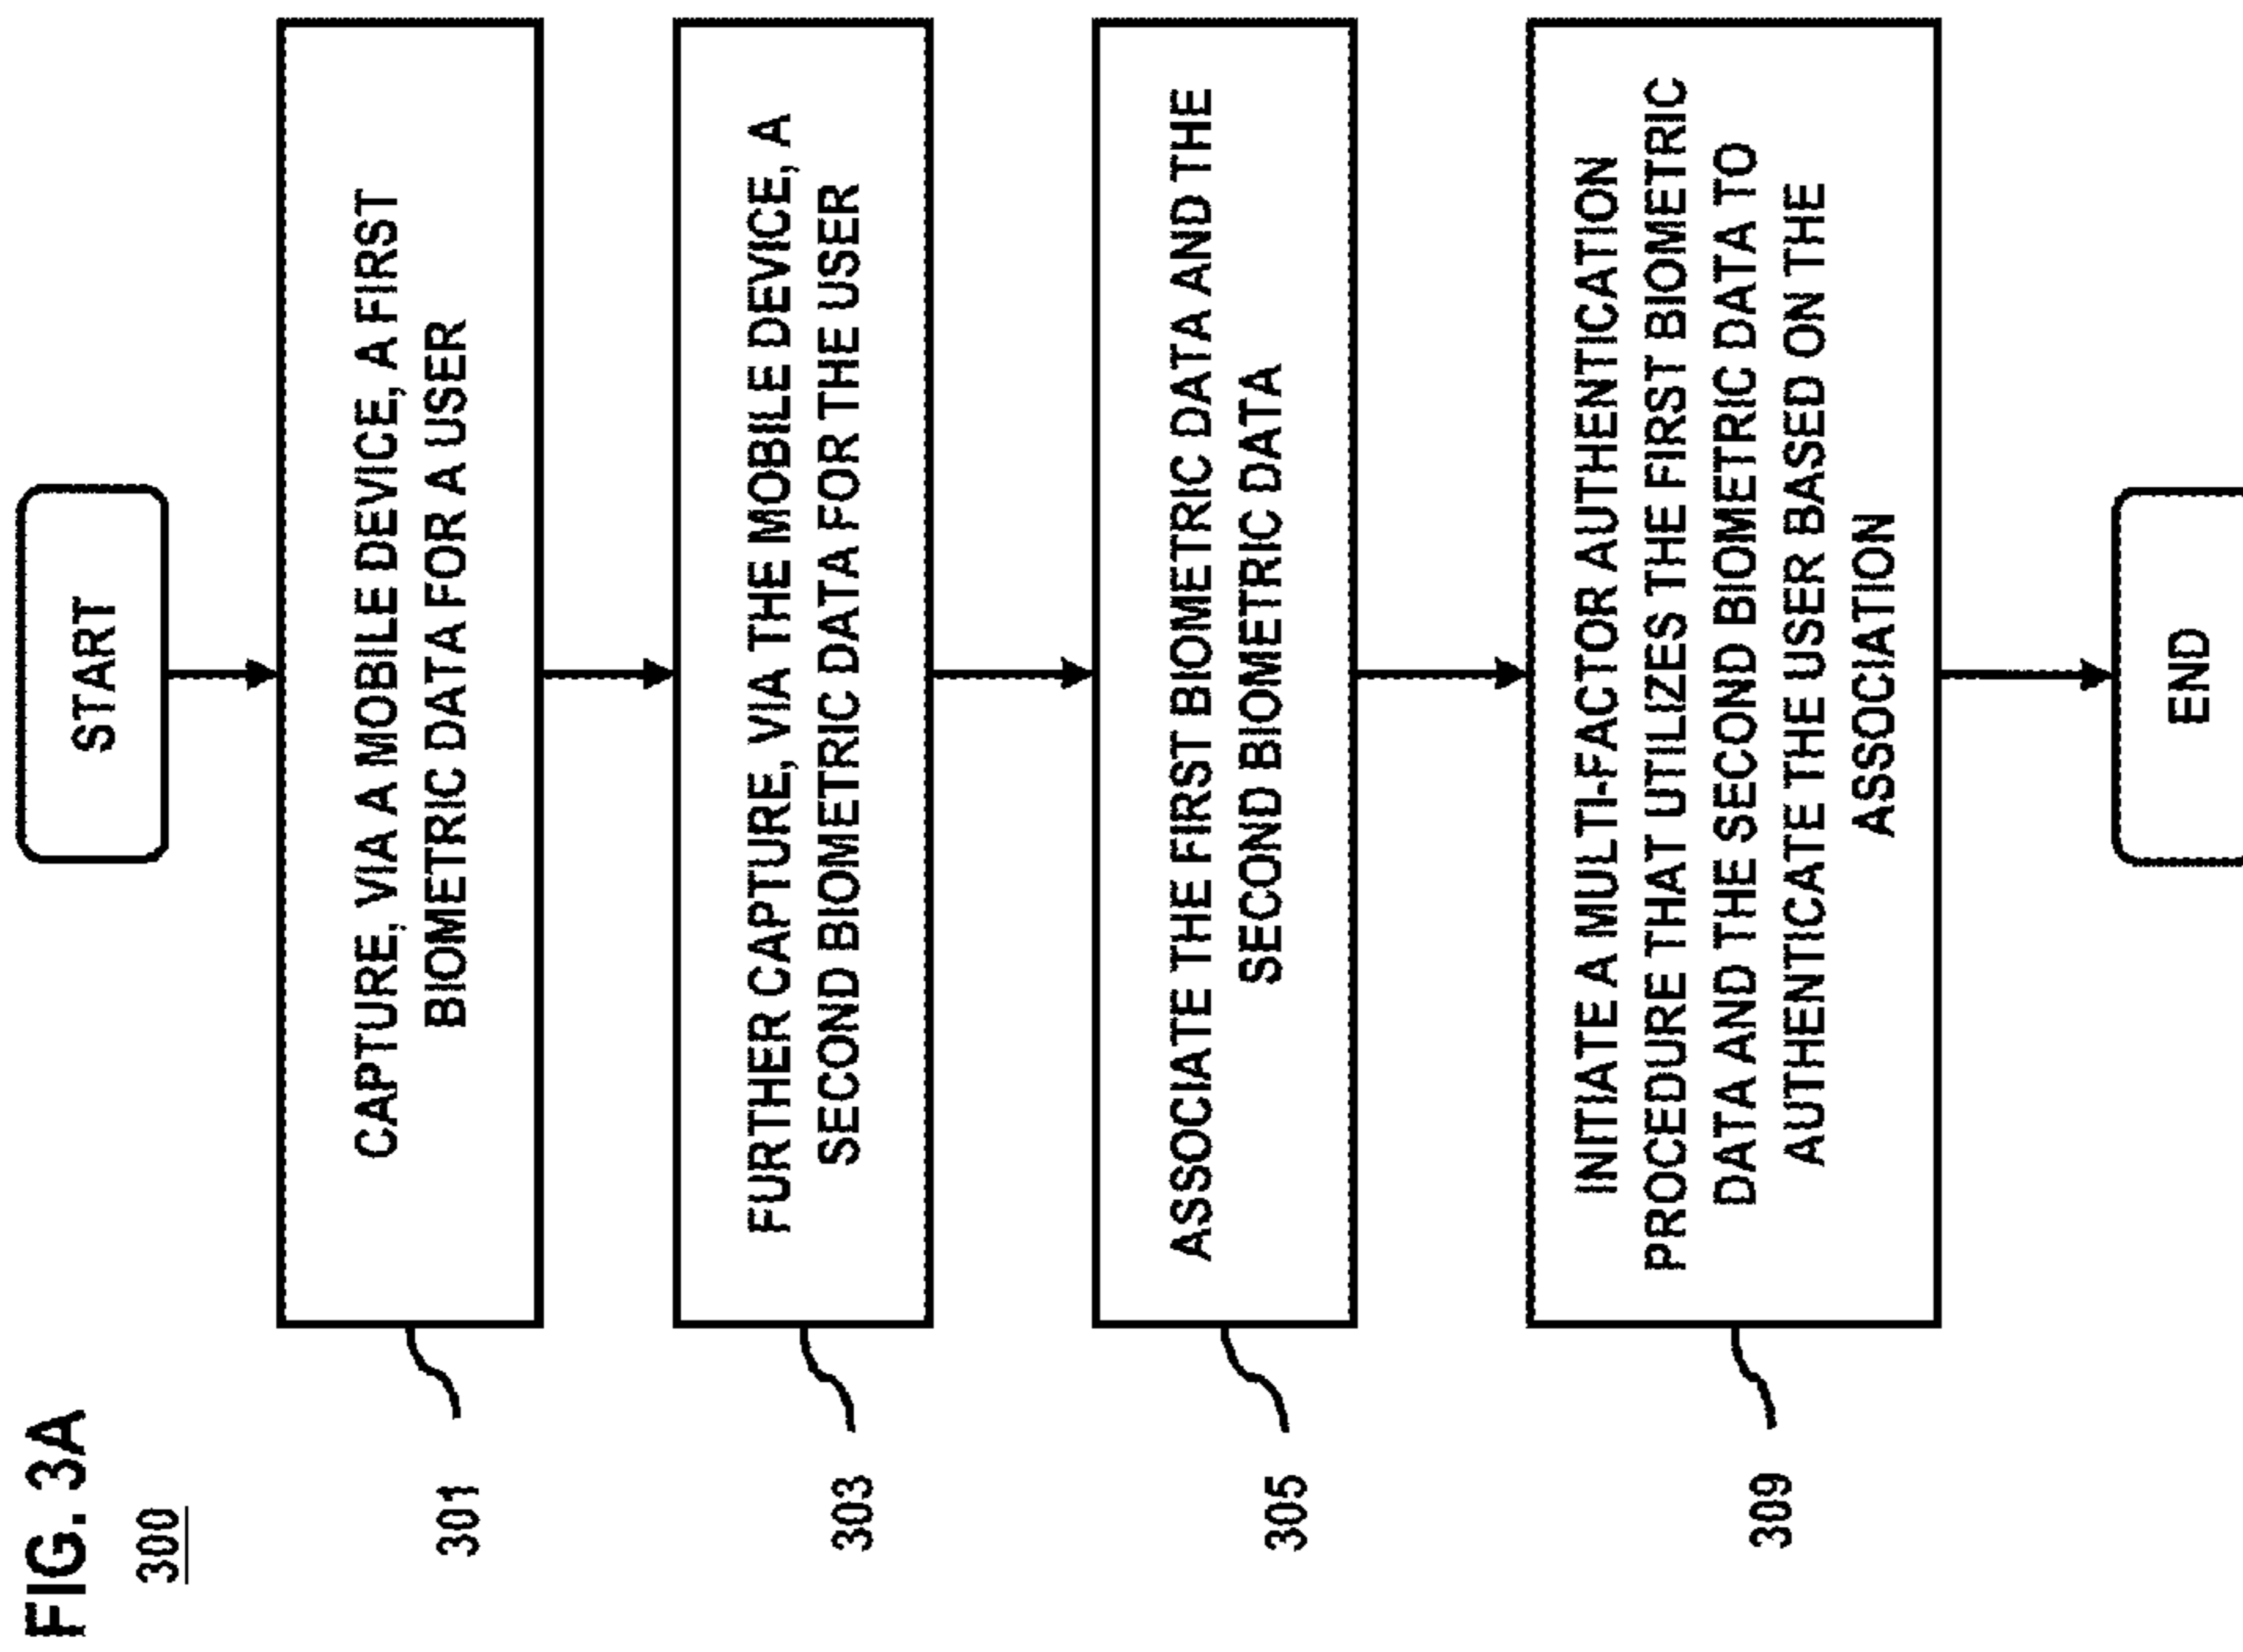 FIG. 3A
300
START
CAPTURE, VIA A MOBILE DEVICE, A FIRST
BIOMETRIC DATA FOR A USER
301
FURTHER CAPTURE, VIA THE MOBILE DEVICE, A
SECOND BIOMETRIC DATA FOR THE USER
303
ASSOCIATE THE FIRST BIOMETRIC DATA AND THE
SECOND BIOMETRIC DATA
305
INITIATE A MULTI-FACTOR AUTHENTICATION
PROCEDURE THAT UTILIZES THE FIRST BIOMETRIC
DATA AND THE SECOND BIOMETRIC DATA TO
AUTHENTICATE THE USER BASED ON THE
ASSOCIATION
309
END